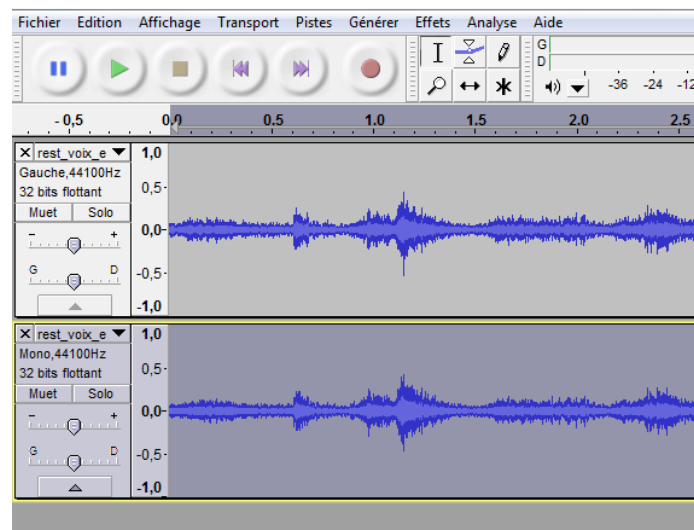 Fichier Edition Affichage Transport Pistes Générer Effets Analyse Aide
G
D
-36 -24 -12
-0,5 0,0 0.5 1.0 1.5 2.0 2.5
rest_voix_e
Gauche,44100Hz
32 bits flottant
Muet Solo
- +
G D
1,0
0,5-
0,0-
-0,5-
-1,0
rest_voix_e
Mono,44100Hz
32 bits flottant
Muet Solo
- +
G D
1,0
0,5-
0,0-
-0,5-
-1,0